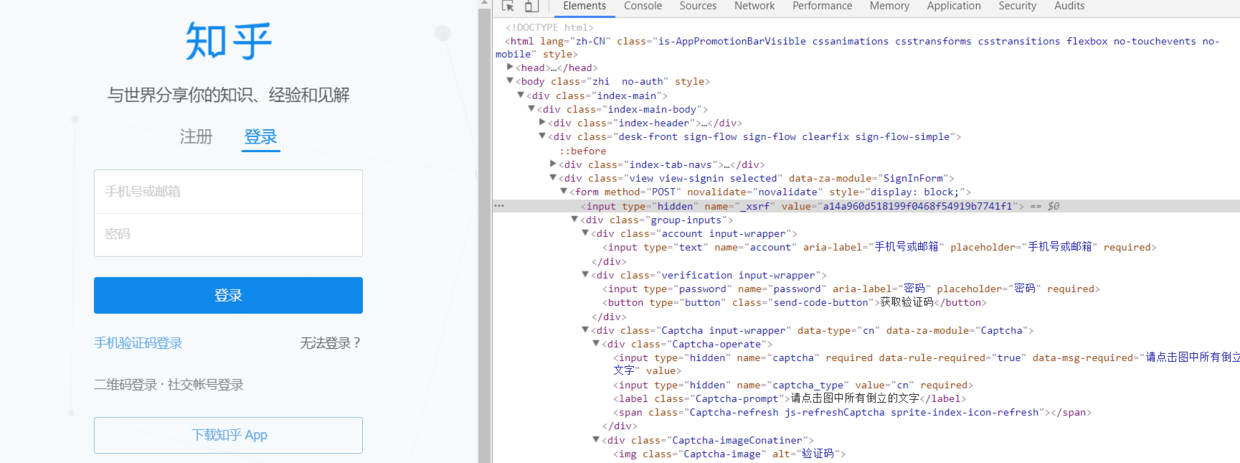 知乎
与世界分享你的知识、经验和见解
注册 登录
手机号或邮箱
密码
登录
手机验证码登录 无法登录？
二维码登录 · 社交帐号登录
下载知乎 App
Elements Console Sources Network Performance Memory Application Security Audits
<!DOCTYPE html>
<html lang="zh-CN" class="is-AppPromotionBarVisible cssanimations csstransforms csstransitions flexbox no-touchevents no-
mobile" style>
<head>…</head>
<body class="zhi  no-auth" style>
<div class="index-main">
<div class="index-main-body">
<div class="index-header">…</div>
<div class="desk-front sign-flow sign-flow clearfix sign-flow-simple">
::before
<div class="index-tab-navs">…</div>
<div class="view view-signin selected" data-za-module="SignInForm">
<form method="POST" novalidate="novalidate" style="display: block;">
<input type="hidden" name="_xsrf" value="a14a960d518199f0468f54919b7741f1"> == $0
<div class="group-inputs">
<div class="account input-wrapper">
<input type="text" name="account" aria-label="手机号或邮箱" placeholder="手机号或邮箱" required>
</div>
<div class="verification input-wrapper">
<input type="password" name="password" aria-label="密码" placeholder="密码" required>
<button type="button" class="send-code-button">获取验证码</button>
</div>
<div class="Captcha input-wrapper" data-type="cn" data-za-module="Captcha">
<div class="Captcha-operate">
<input type="hidden" name="captcha" required data-rule-required="true" data-msg-required="请点击图中所有倒立的
文字" value>
<input type="hidden" name="captcha_type" value="cn" required>
<label class="Captcha-prompt">请点击图中所有倒立的文字</label>
<span class="Captcha-refresh js-refreshCaptcha sprite-index-icon-refresh"></span>
</div>
<div class="Captcha-imageConatiner">
<img class="Captcha-image" alt="验证码">